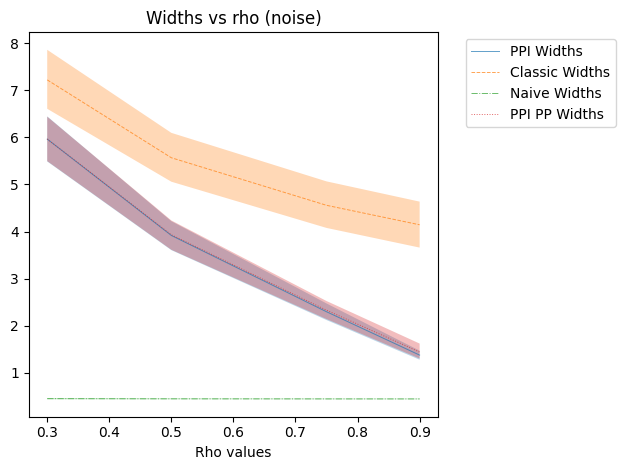 Widths vs rho (noise)
8
7
6
5
4
3
2
1
0.3 0.4 0.5 0.6 0.7 0.8 0.9
Rho values
PPI Widths
Classic Widths
Naive Widths
PPI PP Widths